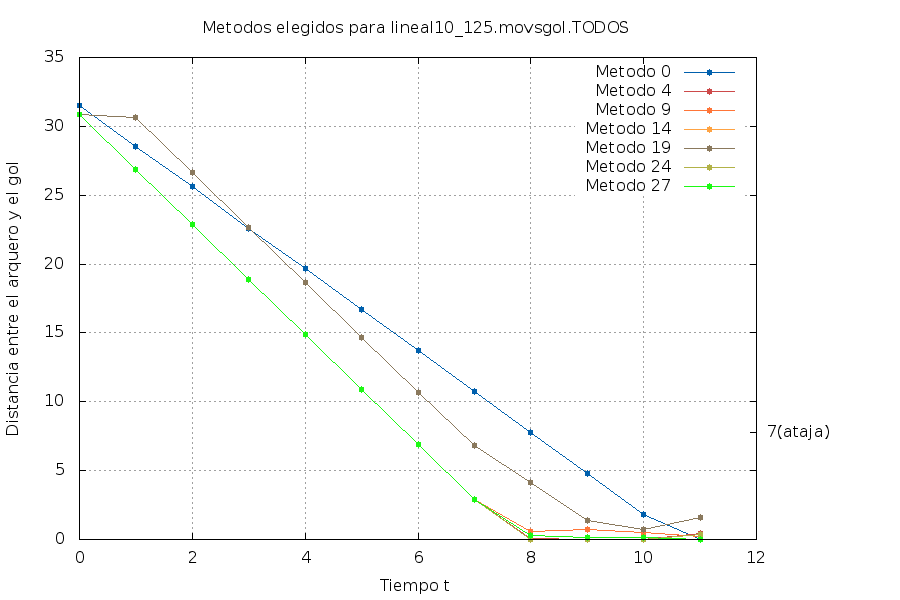 Metodos elegidos para lineal10_125.movsgol.TODOS
35
30
25
20
15
10
5
0
Distancia entre el arquero y el gol
Metodo 0
Metodo 4
Metodo 9
Metodo 14
Metodo 19
Metodo 24
Metodo 27
7(ataja)
0 2 4 6 8 10 12
Tiempo t